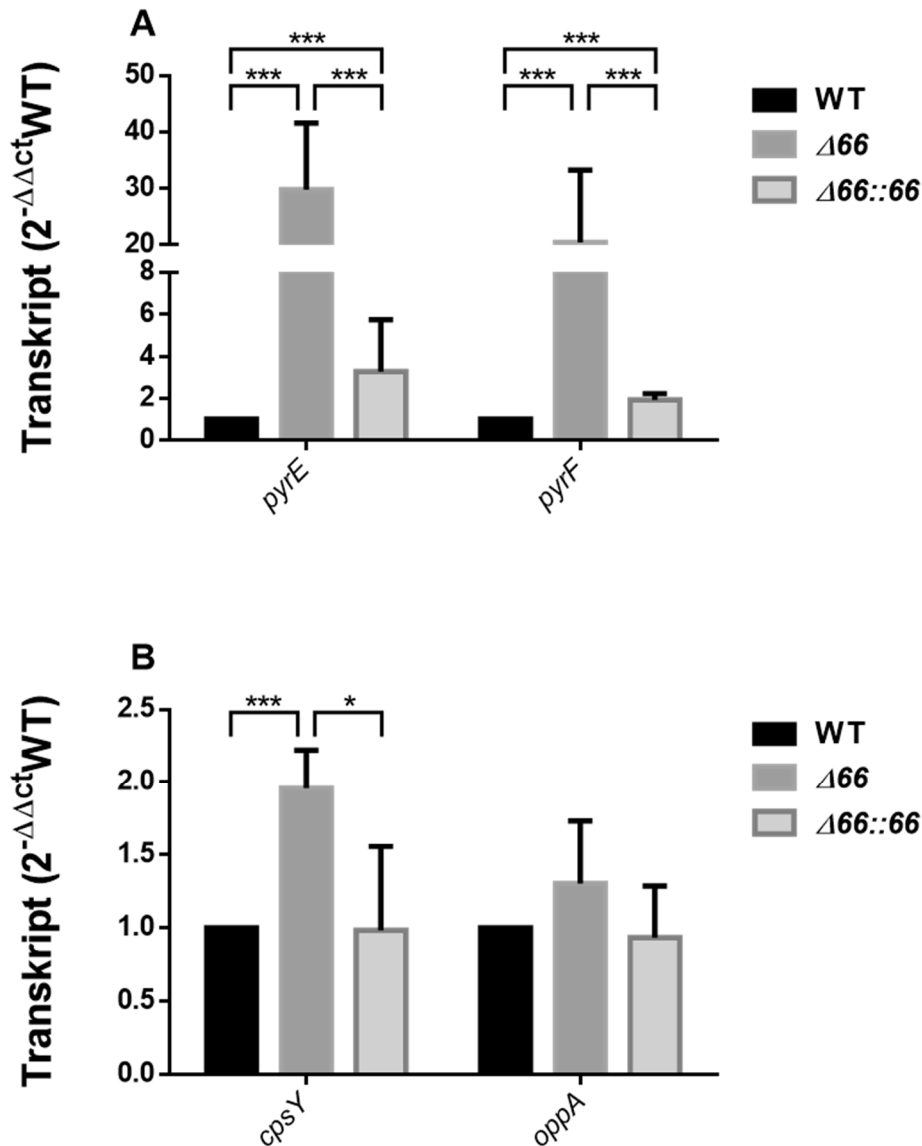 A
*** ***
*** *** *** ***
Transkript (2-ΔΔctWT)
50
40
30
20
8
6
4
2
0
pyrE pyrF
WT
Δ66
Δ66::66
B
*** *
Transkript (2-ΔΔctWT)
2.5
2.0
1.5
1.0
0.5
0.0
cpsY oppA
WT
Δ66
Δ66::66